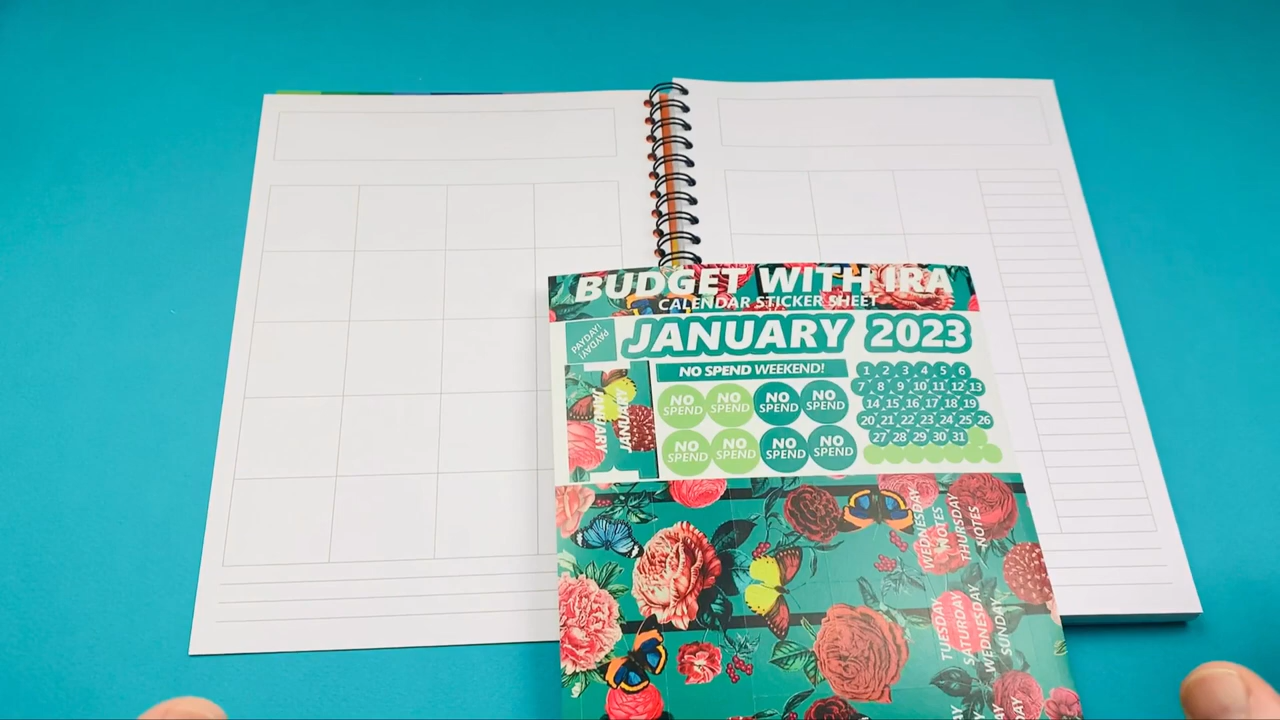 BUDGET WITH IRA
CALENDAR STICKER SHEET
PAYDAY!
PAYDAY!
JANUARY 2023
NO SPEND WEEKEND!
JANUARY
JANUARY
NO SPEND
NO SPEND
NO SPEND
NO SPEND
NO SPEND
NO SPEND
NO SPEND
NO SPEND
1 2 3 4 5 6
7 8 9 10 11 12 13
14 15 16 17 18 19
20 21 22 23 24 25 26
27 28 29 30 31
WEDNESDAY
NOTES
THURSDAY
NOTES
TUESDAY
SATURDAY
WEDNESDAY
SUNDAY